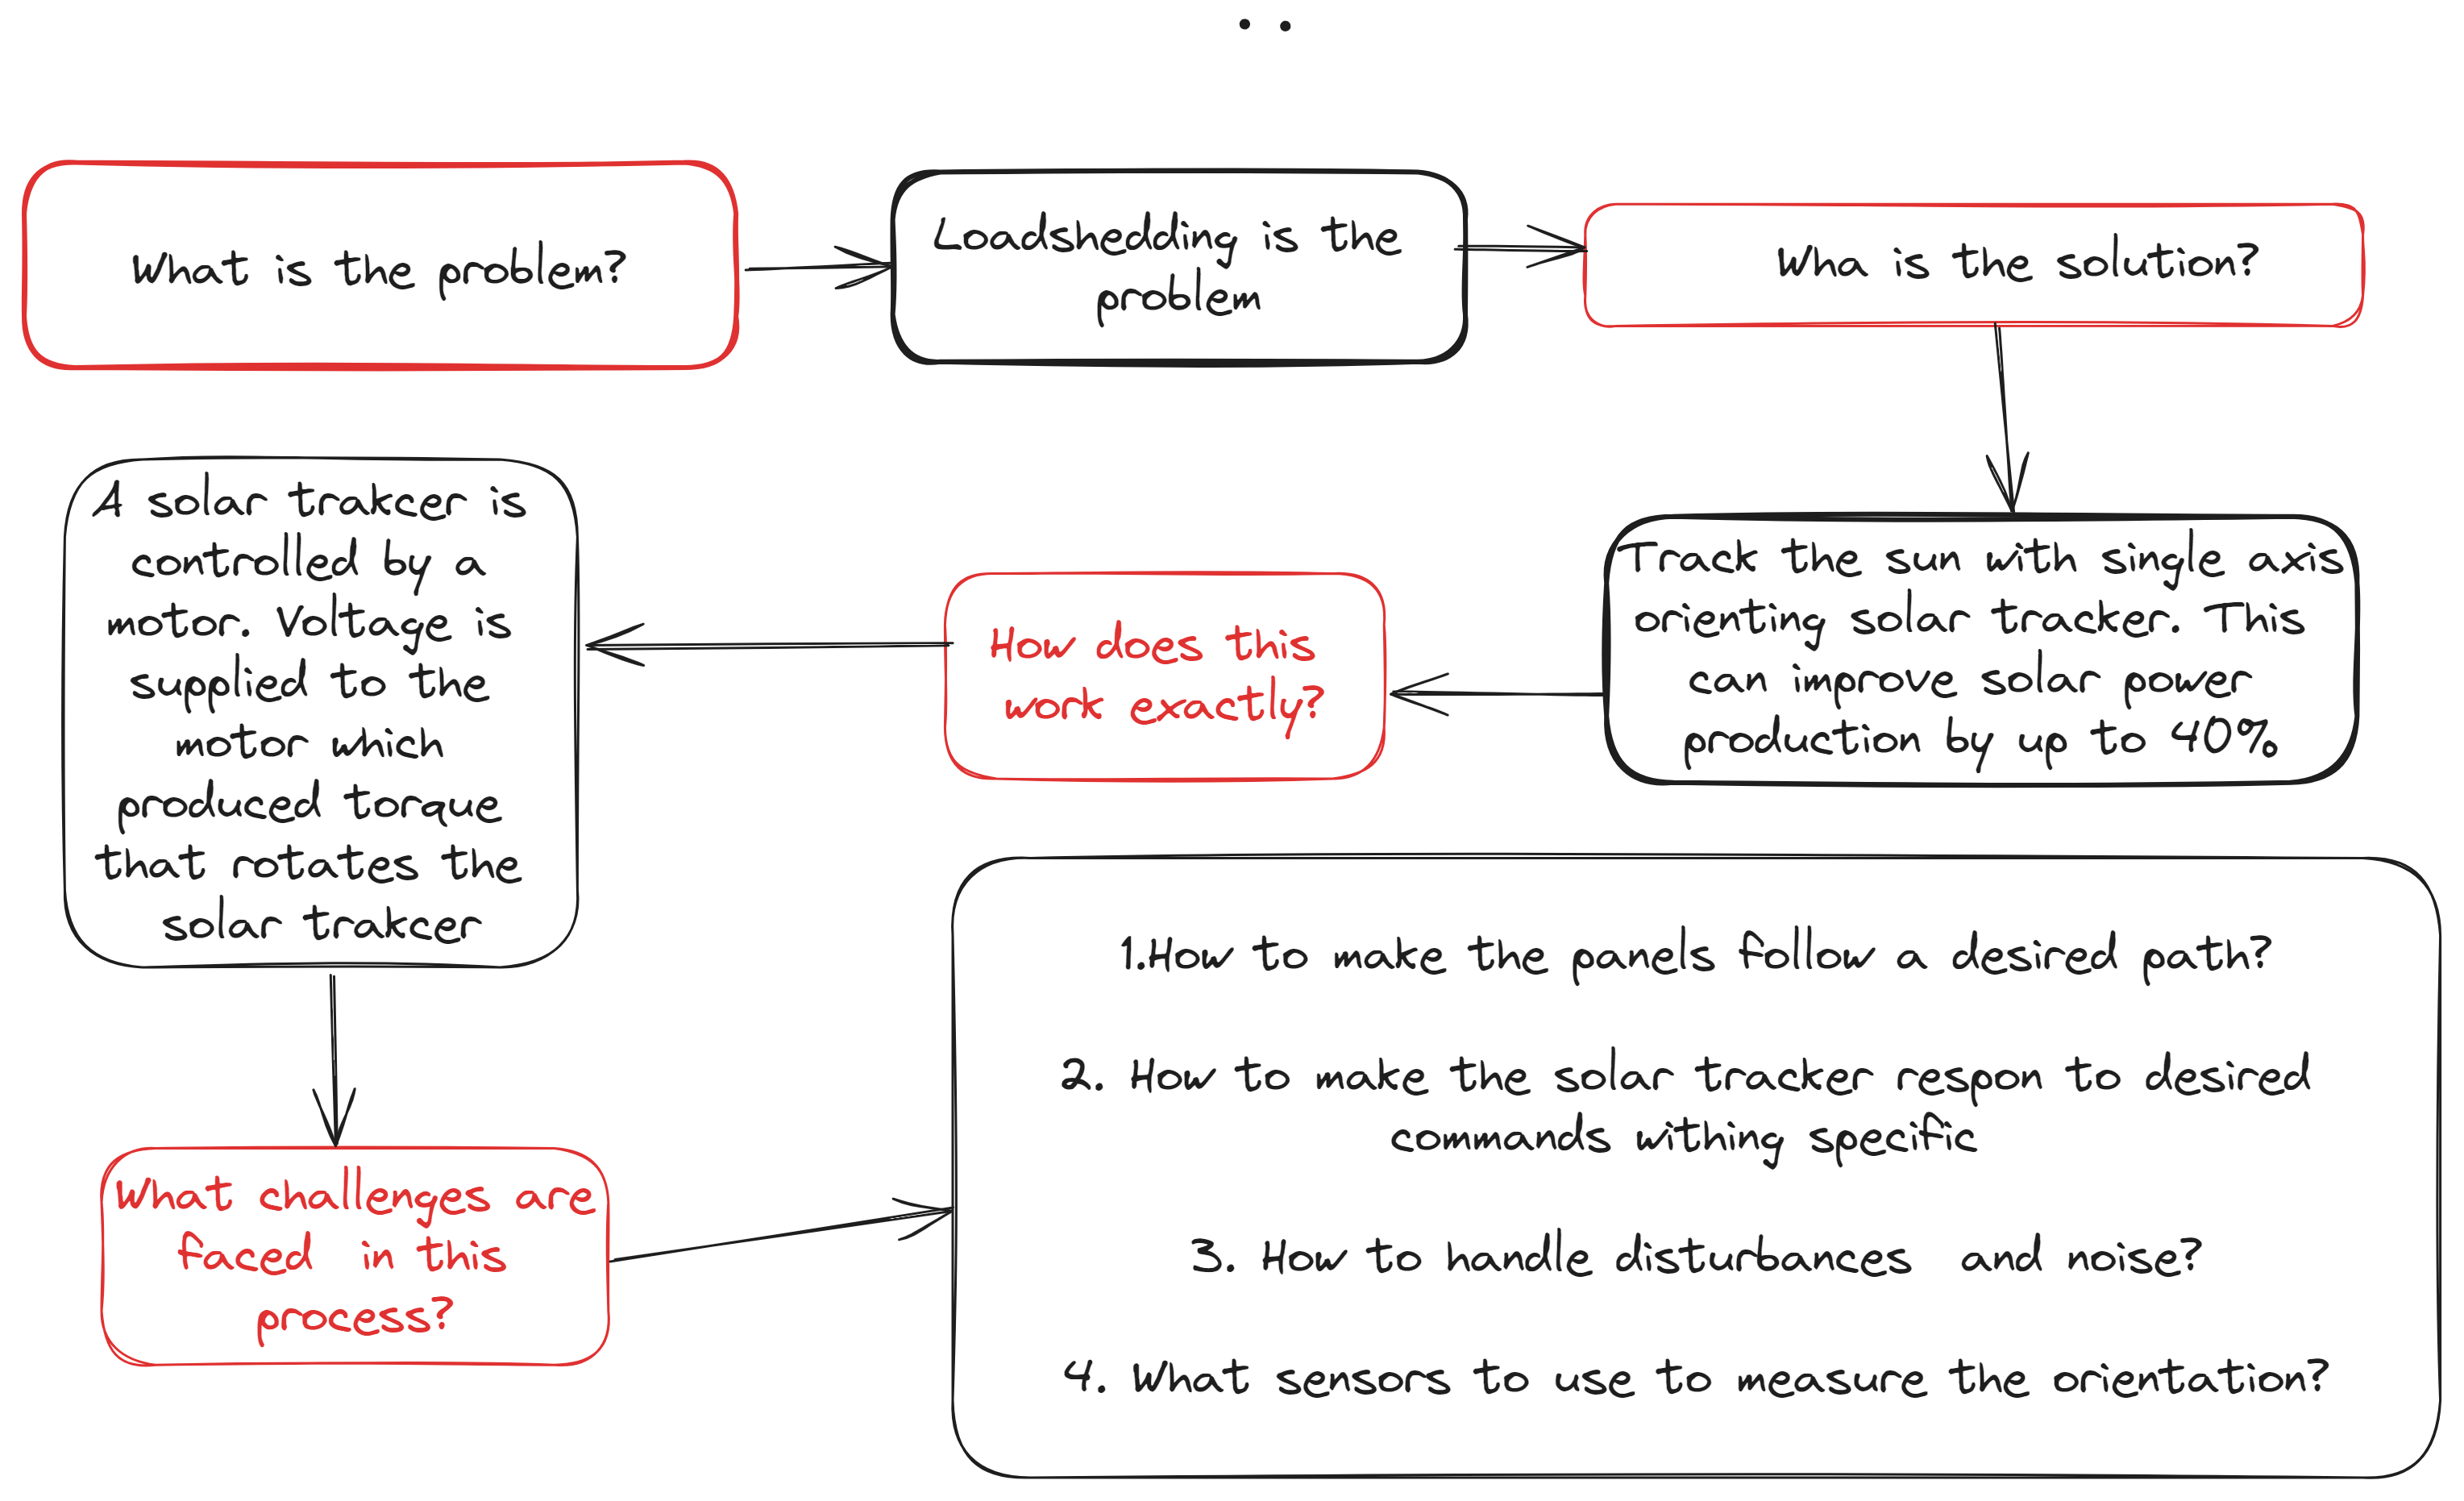 What is the problem?
Loadshedding is the
problem
Wha is the solution?
Track the sun with single axis
orienting solar tracker. This
can improve solar power
production by up to 40%
How does this
work exactly?
A solar trakcer is
controlled by a
motor. Voltage is
supplied to the
motor which
produced torque
that rotates the
solar trakcer
What challenges are
faced in this
process?
1.How to make the panels follow a desired path?
2. How to make the solar tracker respon to desired
commands withing specific
3. How to handle disturbances and noise?
4. What sensors to use to measure the orientation?